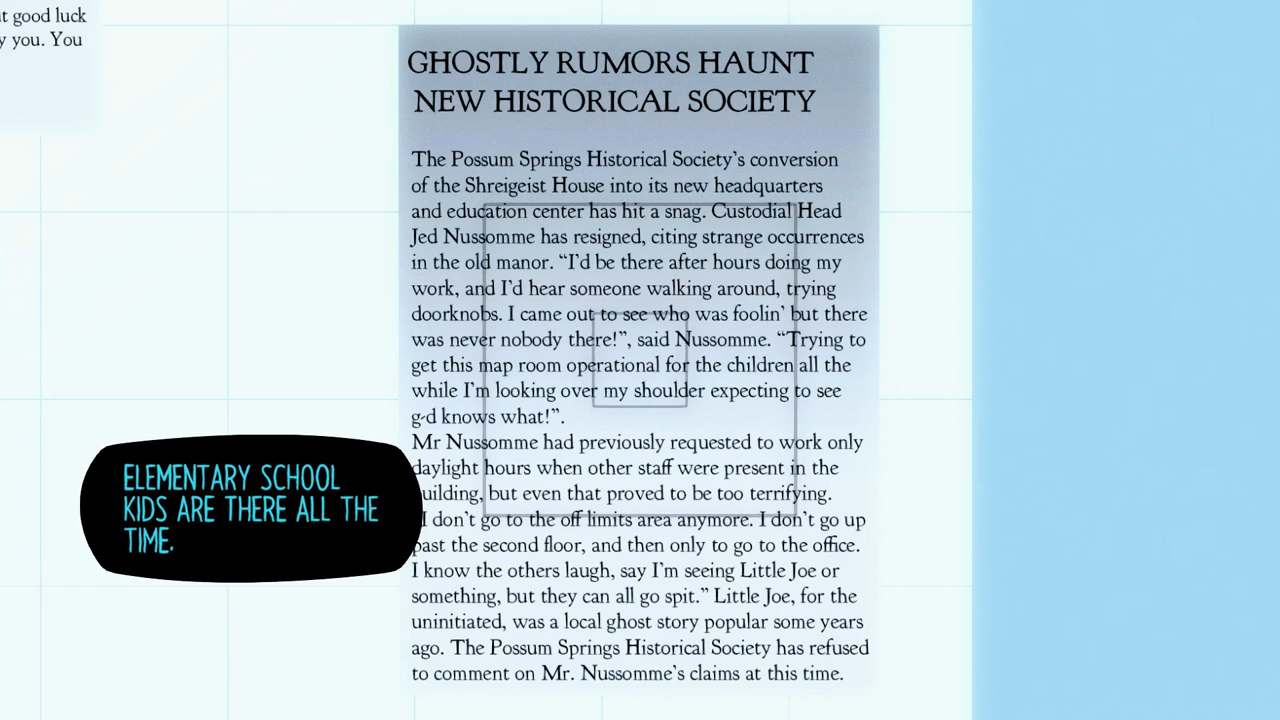 t good luck
y you. You
GHOSTLY RUMORS HAUNT
NEW HISTORICAL SOCIETY
The Possum Springs Historical Society's conversion
of the Shreigeist House into its new headquarters
and education center has hit a snag. Custodial Head
Jed Nussomme has resigned, citing strange occurrences
in the old manor. “I'd be there after hours doing my
work, and I'd hear someone walking around, trying
doorknobs. I came out to see who was foolin' but there
was never nobody there!”, said Nussomme. “Trying to
get this map room operational for the children all the
while I'm looking over my shoulder expecting to see
g-d knows what!”.
Mr Nussomme had previously requested to work only
daylight hours when other staff were present in the
building, but even that proved to be too terrifying.
I don't go to the off limits area anymore. I don't go up
past the second floor, and then only to go to the office.
I know the others laugh, say I'm seeing Little Joe or
something, but they can all go spit.” Little Joe, for the
uninitiated, was a local ghost story popular some years
ago. The Possum Springs Historical Society has refused
to comment on Mr. Nussomme's claims at this time.
ELEMENTARY SCHOOL
KIDS ARE THERE ALL THE
TIME.